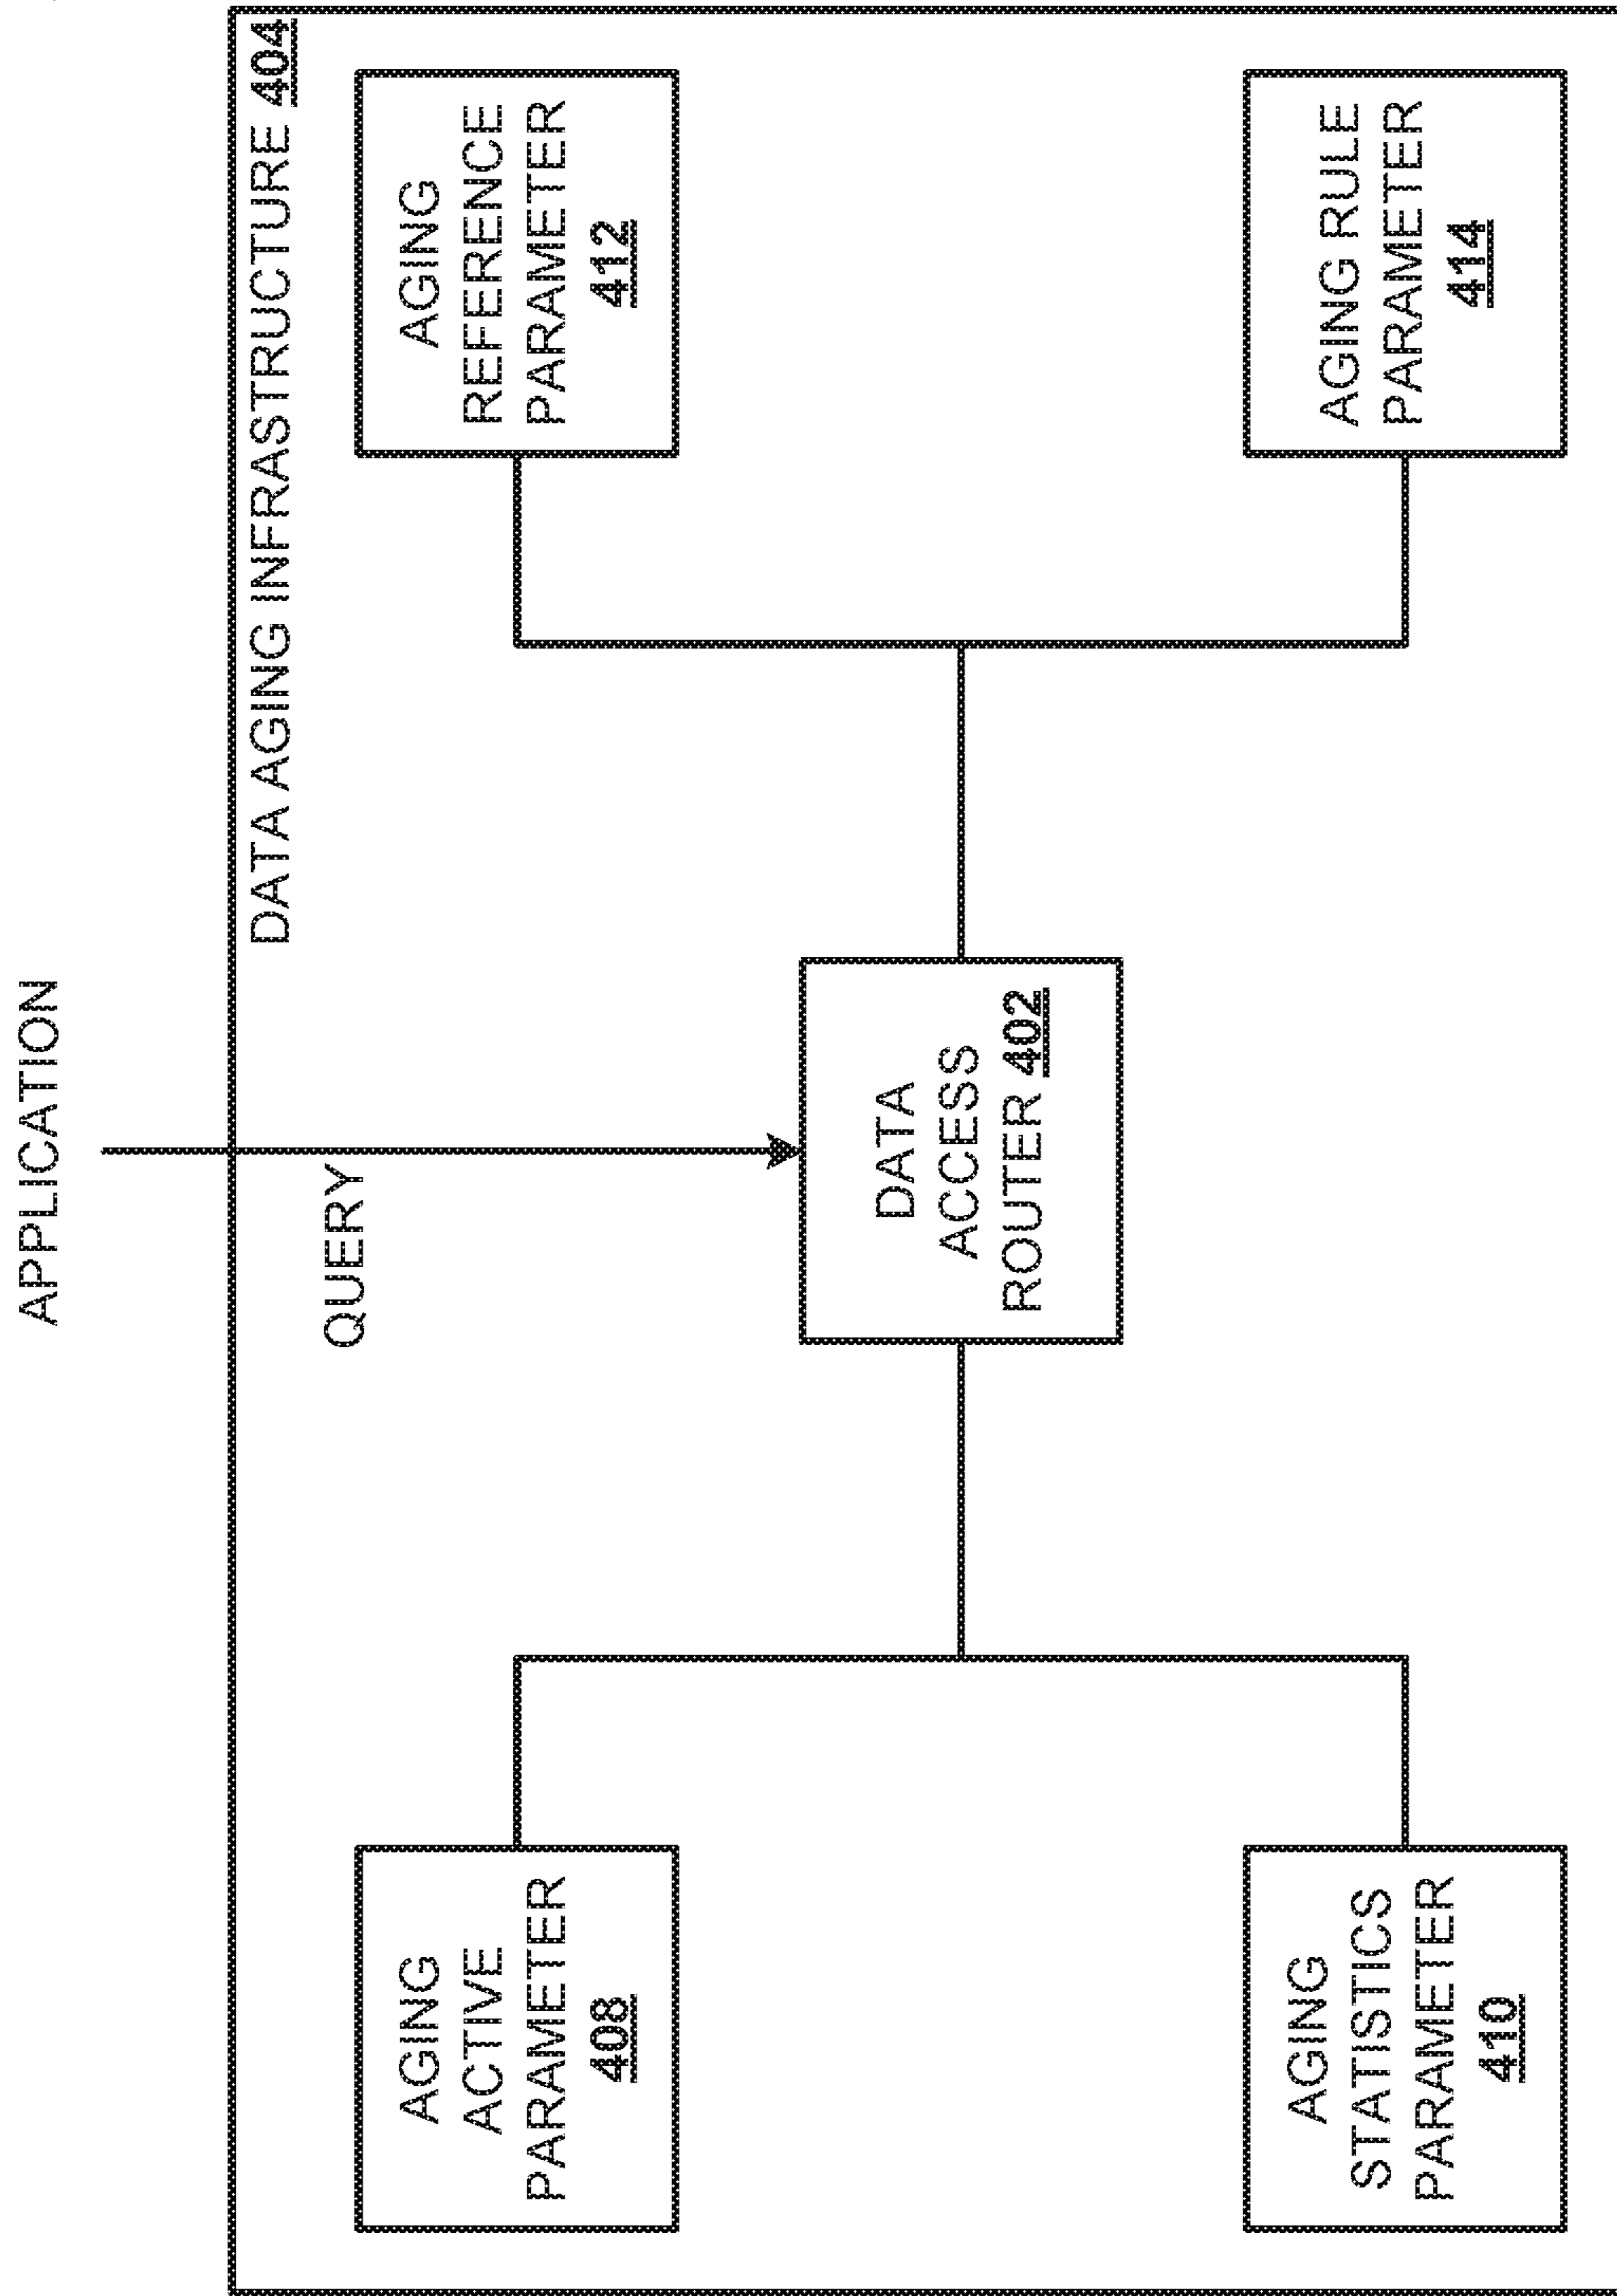 APPLICATION
DATA AGING INFRASTRUCTURE 404
QUERY
AGING
ACTIVE
PARAMETER
408
AGING
REFERENCE
PARAMETER
412
DATA
ACCESS
ROUTER 402
AGING
STATISTICS
PARAMETER
410
AGING RULE
PARAMETER
414